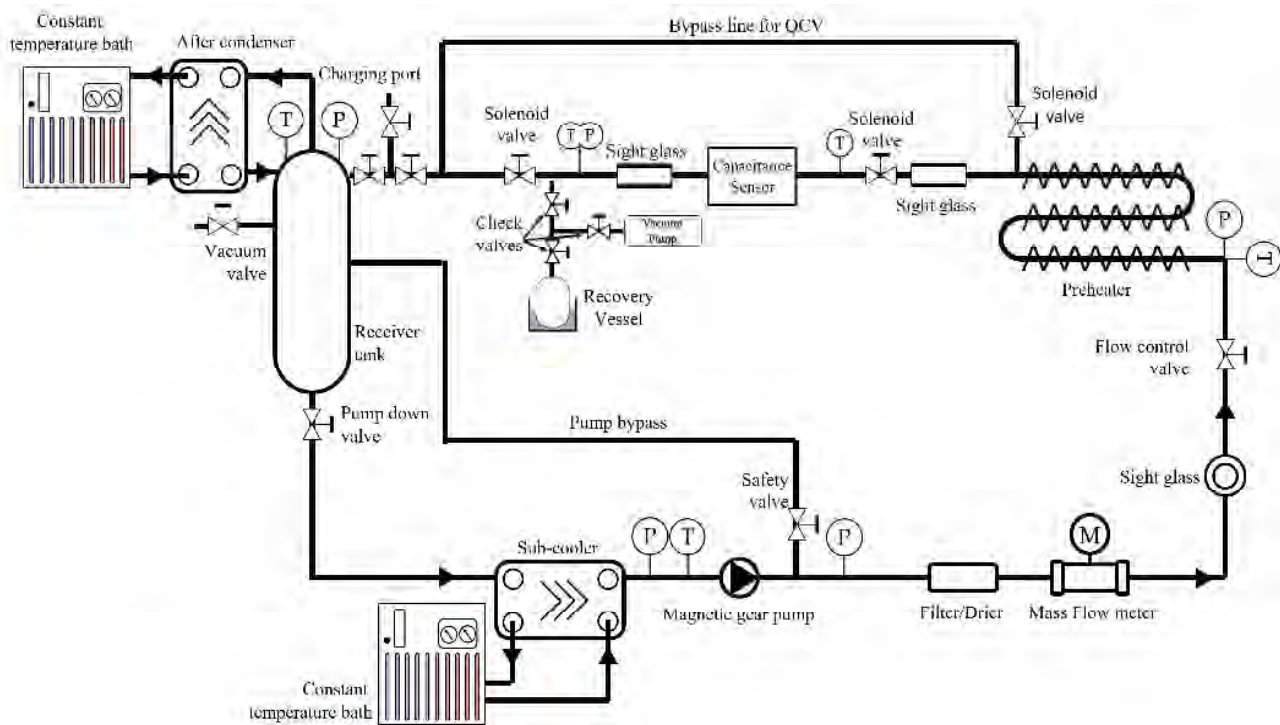 Constant
temperature bath
After condenser
Bypass line for QCV
Charging port
Solenoid
valve
Solenoid
valve
Solenoid
valve
T
P
T
P
Sight glass
Capacitance
Sensor
T
Sight glass
Check
valves
Vacuum
Pump
Vacuum
valve
Recovery
Vessel
P
T
Preheater
Receiver
tank
Flow control
valve
Pump down
valve
Pump bypass
Safety
valve
Sight glass
Sub-cooler
P
T
P
M
Magnetic gear pump
Filter/Drier
Mass Flow meter
Constant
temperature bath